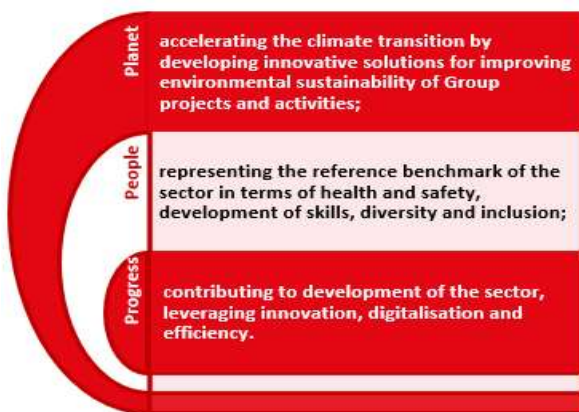 Planet
accelerating the climate transition by
developing innovative solutions for improving
environmental sustainability of Group
projects and activities;
People
representing the reference benchmark of the
sector in terms of health and safety,
development of skills, diversity and inclusion;
Progress
contributing to development of the sector,
leveraging innovation, digitalisation and
efficiency.